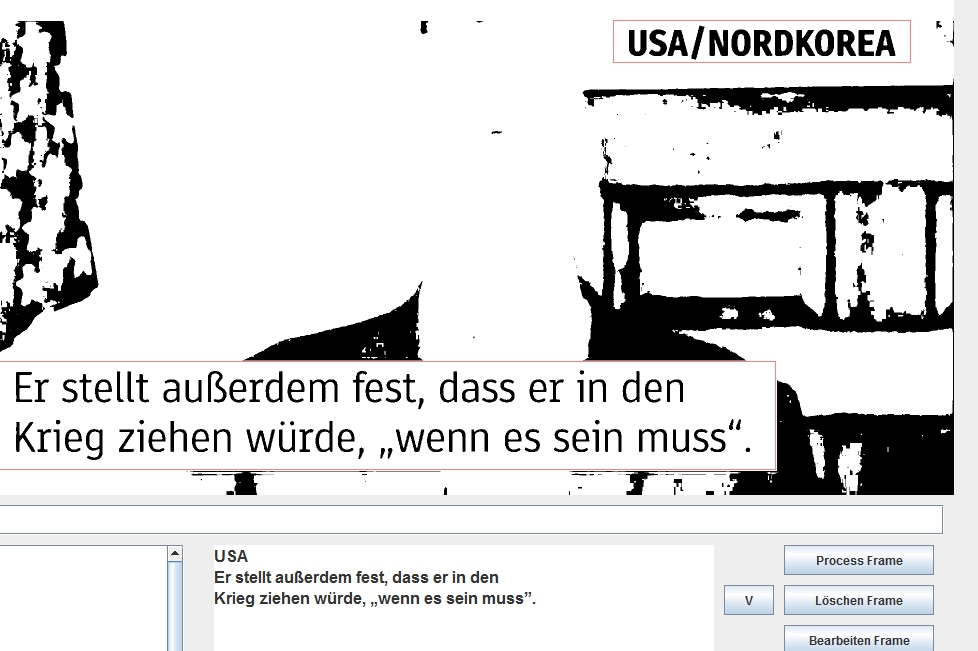 USA/NORDKOREA
Er stellt außerdem fest, dass er in den
Krieg ziehen würde, „wenn es sein muss“.
USA
Er stellt außerdem fest, dass er in den
Krieg ziehen würde, „wenn es sein muss”.
Process Frame
V
Löschen Frame
Bearbeiten Frame